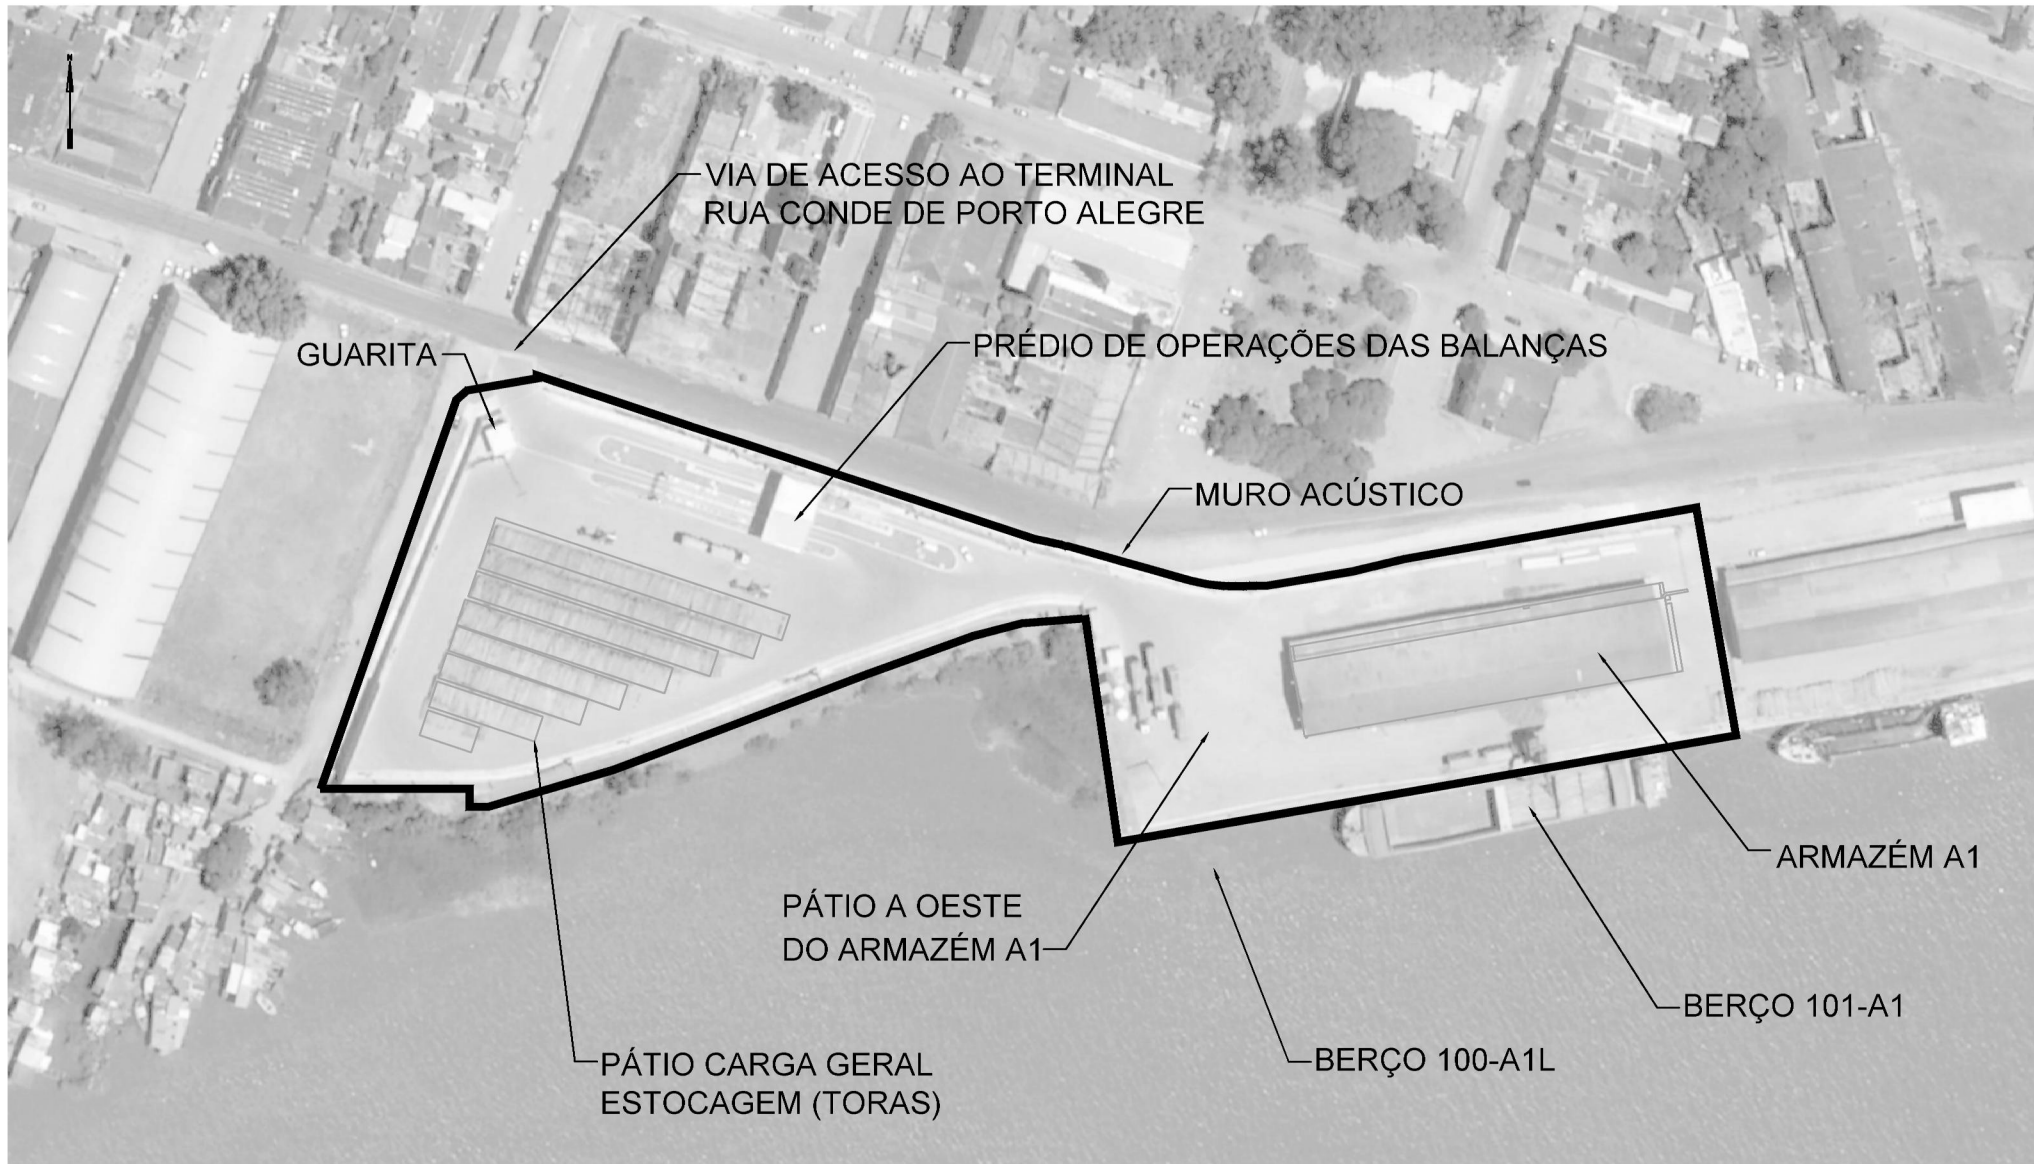 N
VIA DE ACESSO AO TERMINAL
RUA CONDE DE PORTO ALEGRE
GUARITA
PRÉDIO DE OPERAÇÕES DAS BALANÇAS
MURO ACÚSTICO
ARMAZÉM A1
PÁTIO A OESTE
DO ARMAZÉM A1
BERÇO 101-A1
BERÇO 100-A1L
PÁTIO CARGA GERAL
ESTOCAGEM (TORAS)